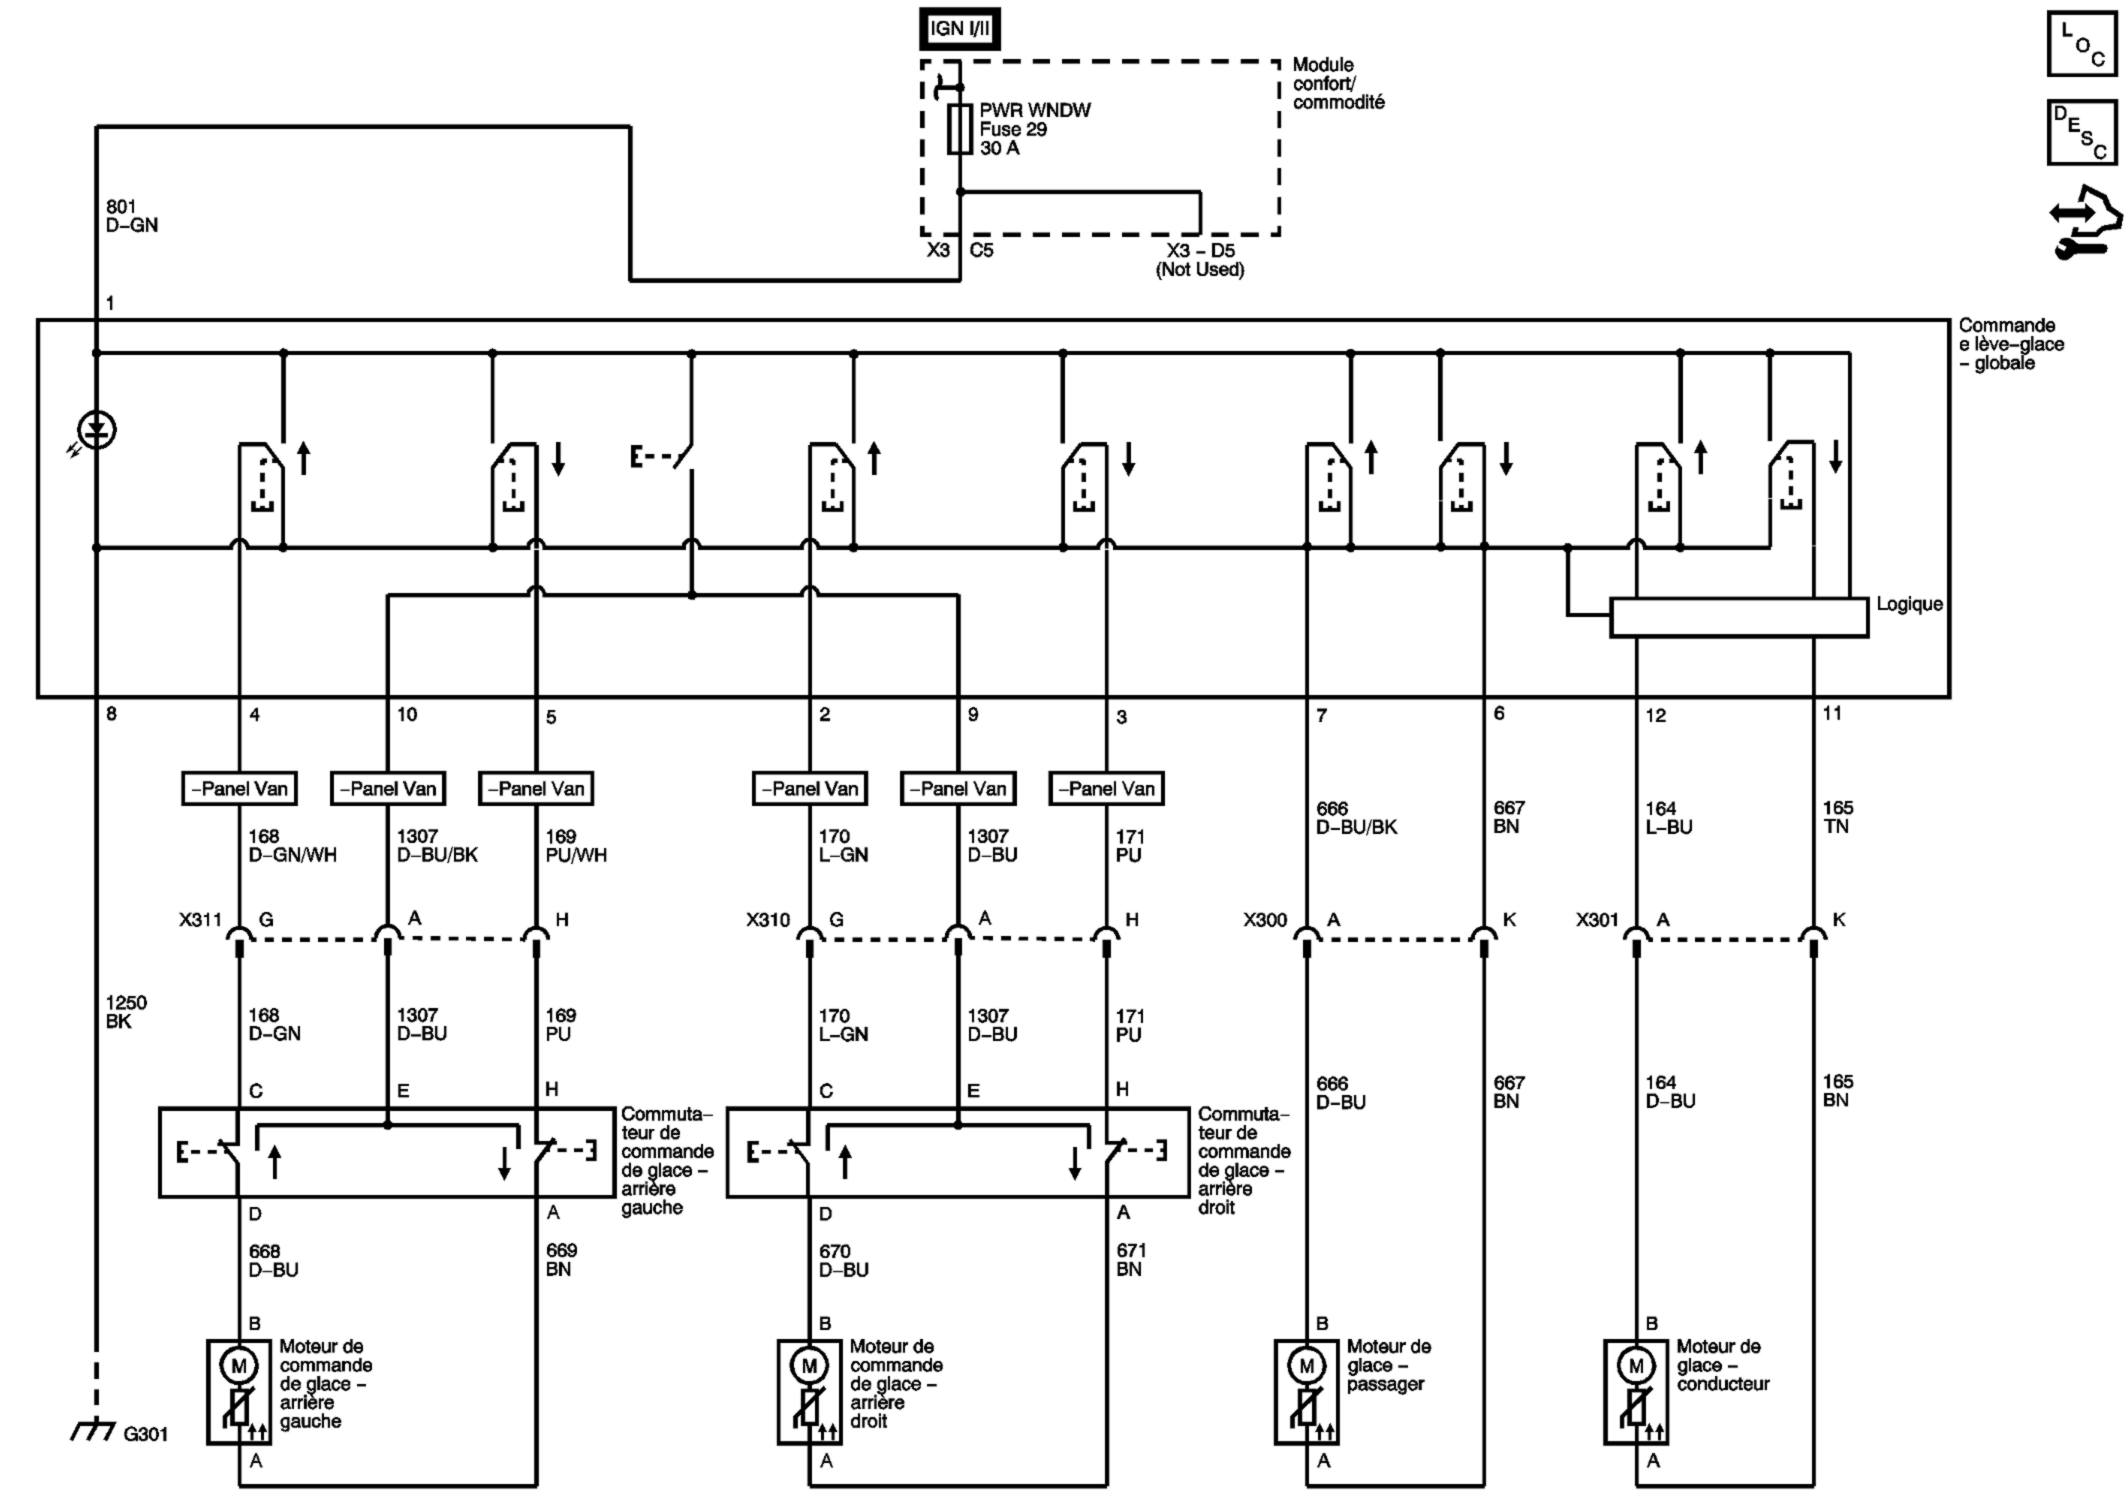 IGN I/II
L
O
C
D
E
S
C
Module
confort/
commodité
PWR WNDW
Fuse 29
30 A
X3 C5
X3 – D5
(Not Used)
801
D–GN
1
Commande
e lève–glace
– globale
Logique
8 4 10 5 2 9 3 7 6 12 11
–Panel Van –Panel Van –Panel Van –Panel Van –Panel Van –Panel Van
666
D–BU/BK
667
BN
164
L–BU
165
TN
168
D–GN/WH
1307
D–BU/BK
169
PU/WH
170
L–GN
1307
D–BU
171
PU
X311 G A H
X310 G A H
X300 A K
X301 A K
1250
BK
168
D–GN
1307
D–BU
169
PU
170
L–GN
1307
D–BU
171
PU
666
D–BU
667
BN
164
D–BU
165
BN
C E H
C E H
Commuta–
teur de
commande
de glace –
arrière
gauche
Commuta–
teur de
commande
de glace –
arrière
droit
D A
D A
668
D–BU
669
BN
670
D–BU
671
BN
B
B
B
B
M
Moteur de
commande
de glace –
arrière
gauche
M
Moteur de
commande
de glace –
arrière
droit
M
Moteur de
glace –
passager
M
Moteur de
glace –
conducteur
G301
A
A
A
A